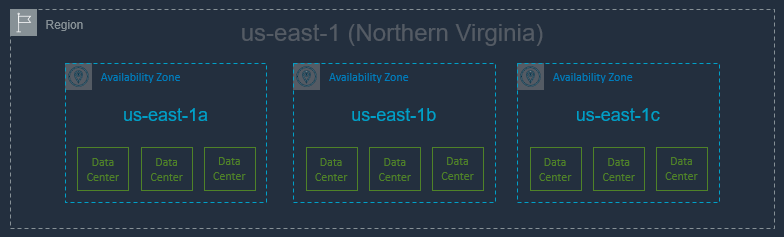 Region
us-east-1 (Northern Virginia)
Availability Zone
us-east-1a
Data
Center
Data
Center
Data
Center
Availability Zone
us-east-1b
Data
Center
Data
Center
Data
Center
Availability Zone
us-east-1c
Data
Center
Data
Center
Data
Center